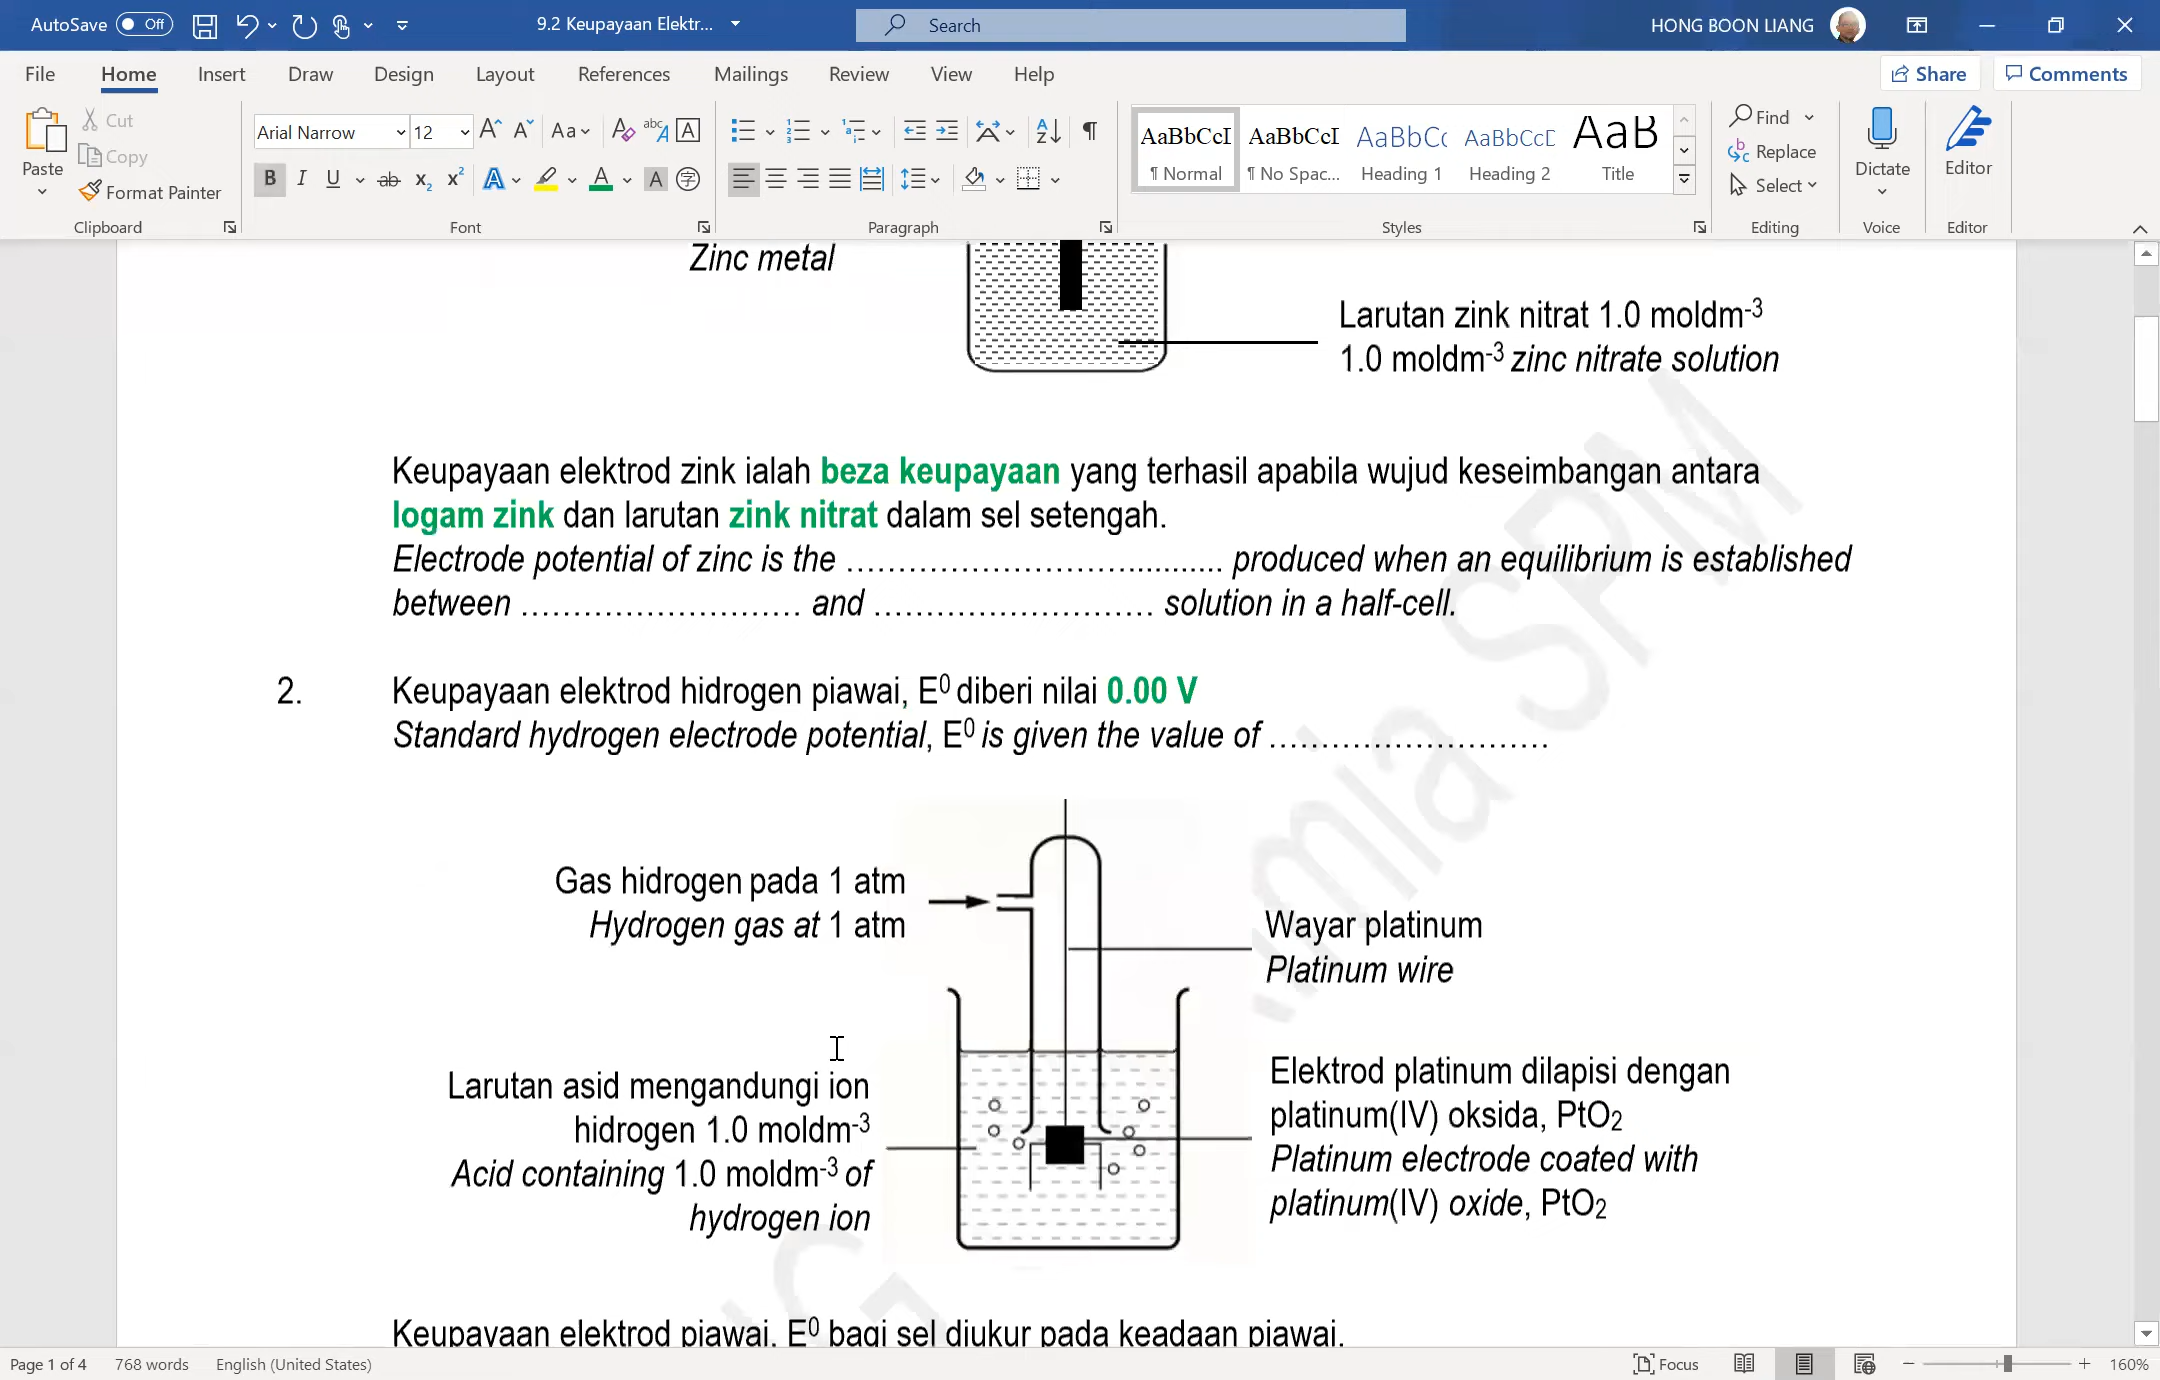 AutoSave Off 9.2 Keupayaan Elektr... Search HONG BOON LIANG
File Home Insert Draw Design Layout References Mailings Review View Help Share Comments
Paste Cut Copy Format Painter
Arial Narrow 12 Aa
AaBbCcI AaBbCcI AaBbCc AaBbCcD AaB
¶ Normal ¶ No Spac... Heading 1 Heading 2 Title
Find Replace Select
Dictate Editor
Clipboard Font Paragraph Styles Editing Voice Editor
Zinc metal
Larutan zink nitrat 1.0 moldm-3
1.0 moldm-3 zinc nitrate solution
Keupayaan elektrod zink ialah beza keupayaan yang terhasil apabila wujud keseimbangan antara
logam zink dan larutan zink nitrat dalam sel setengah.
Electrode potential of zinc is the ………………………........... produced when an equilibrium is established
between ……………………… and ……………………… solution in a half-cell.
2. Keupayaan elektrod hidrogen piawai, E0 diberi nilai 0.00 V
Standard hydrogen electrode potential, E0 is given the value of ………………………
Gas hidrogen pada 1 atm
Hydrogen gas at 1 atm
Wayar platinum
Platinum wire
Larutan asid mengandungi ion
hidrogen 1.0 moldm-3
Acid containing 1.0 moldm-3 of
hydrogen ion
Elektrod platinum dilapisi dengan
platinum(IV) oksida, PtO2
Platinum electrode coated with
platinum(IV) oxide, PtO2
Keupayaan elektrod piawai, E0 bagi sel diukur pada keadaan piawai.
Page 1 of 4 768 words English (United States) Focus 160%